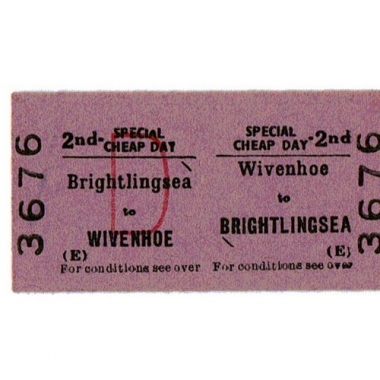 3676
2nd-SPECIAL CHEAP DAY
Brightlingsea
to
WIVENHOE
(E)
For conditions see over
D
SPECIAL CHEAP DAY-2nd
Wivenhoe
to
BRIGHTLINGSEA
(E)
For conditions see over
3676